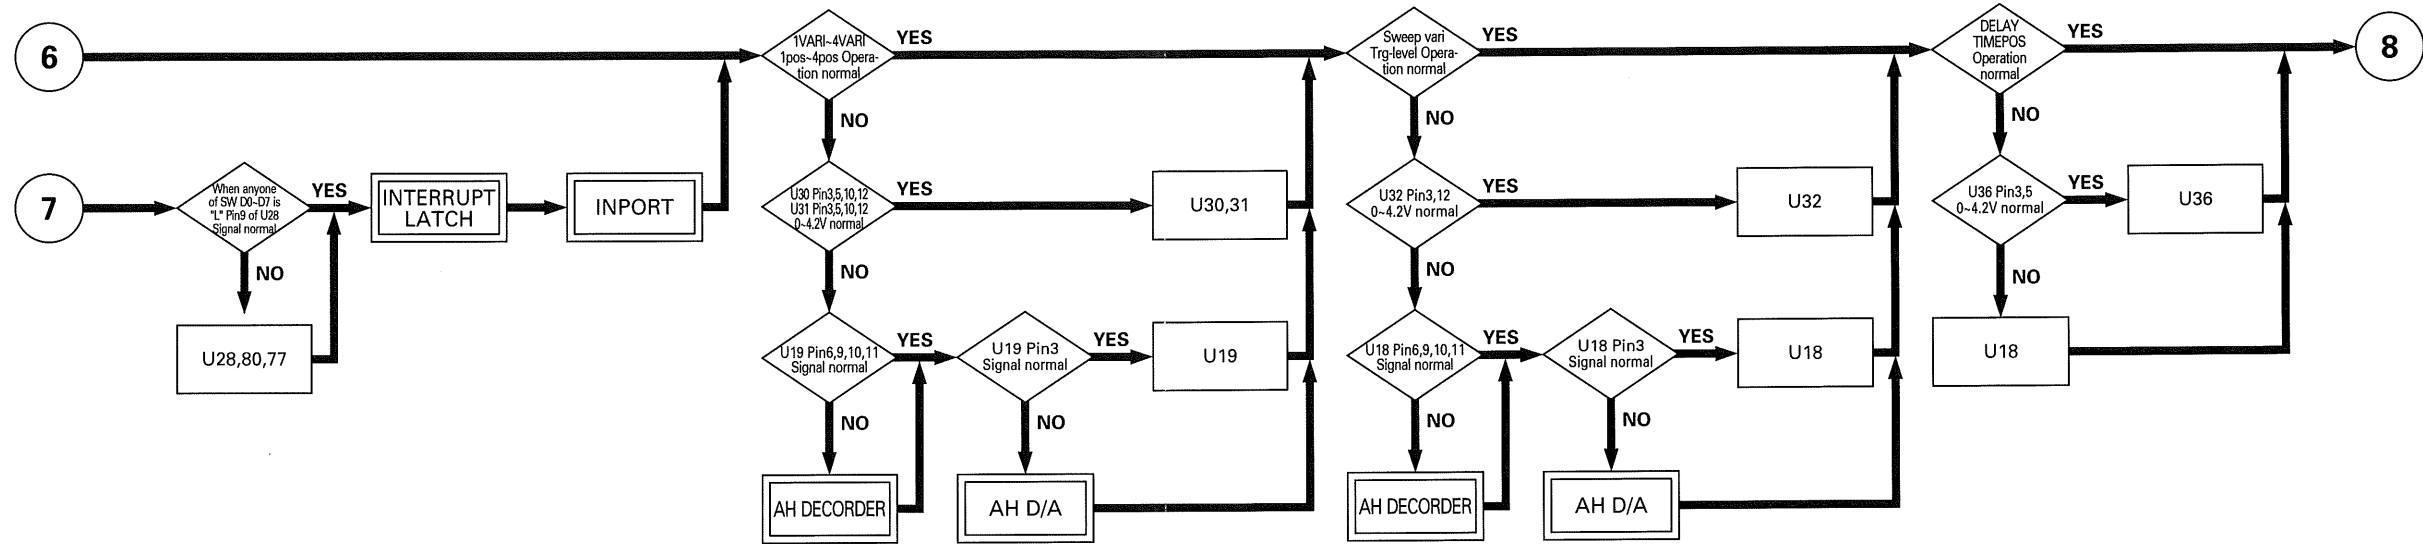 6
1VARI~4VARI
1pos~4pos Opera-
tion normal
YES
NO
Sweep vari
Trg-level Opera-
tion normal
YES
NO
DELAY
TIMEPOS
Operation
normal
YES
NO
8
7
When anyone
of SW D0~D7 is
"L" Pin9 of U28
Signal normal
YES
NO
INTERRUPT
LATCH
INPORT
U28,80,77
U30 Pin3,5,10,12
U31 Pin3,5,10,12
0~4.2V normal
YES
NO
U30,31
U32 Pin3,12
0~4.2V normal
YES
NO
U32
U36 Pin3,5
0~4.2V normal
YES
NO
U36
U19 Pin6,9,10,11
Signal normal
YES
NO
U19 Pin3
Signal normal
YES
NO
U19
U18 Pin6,9,10,11
Signal normal
YES
NO
U18 Pin3
Signal normal
YES
NO
U18
U18
AH DECORDER
AH D/A
AH DECORDER
AH D/A